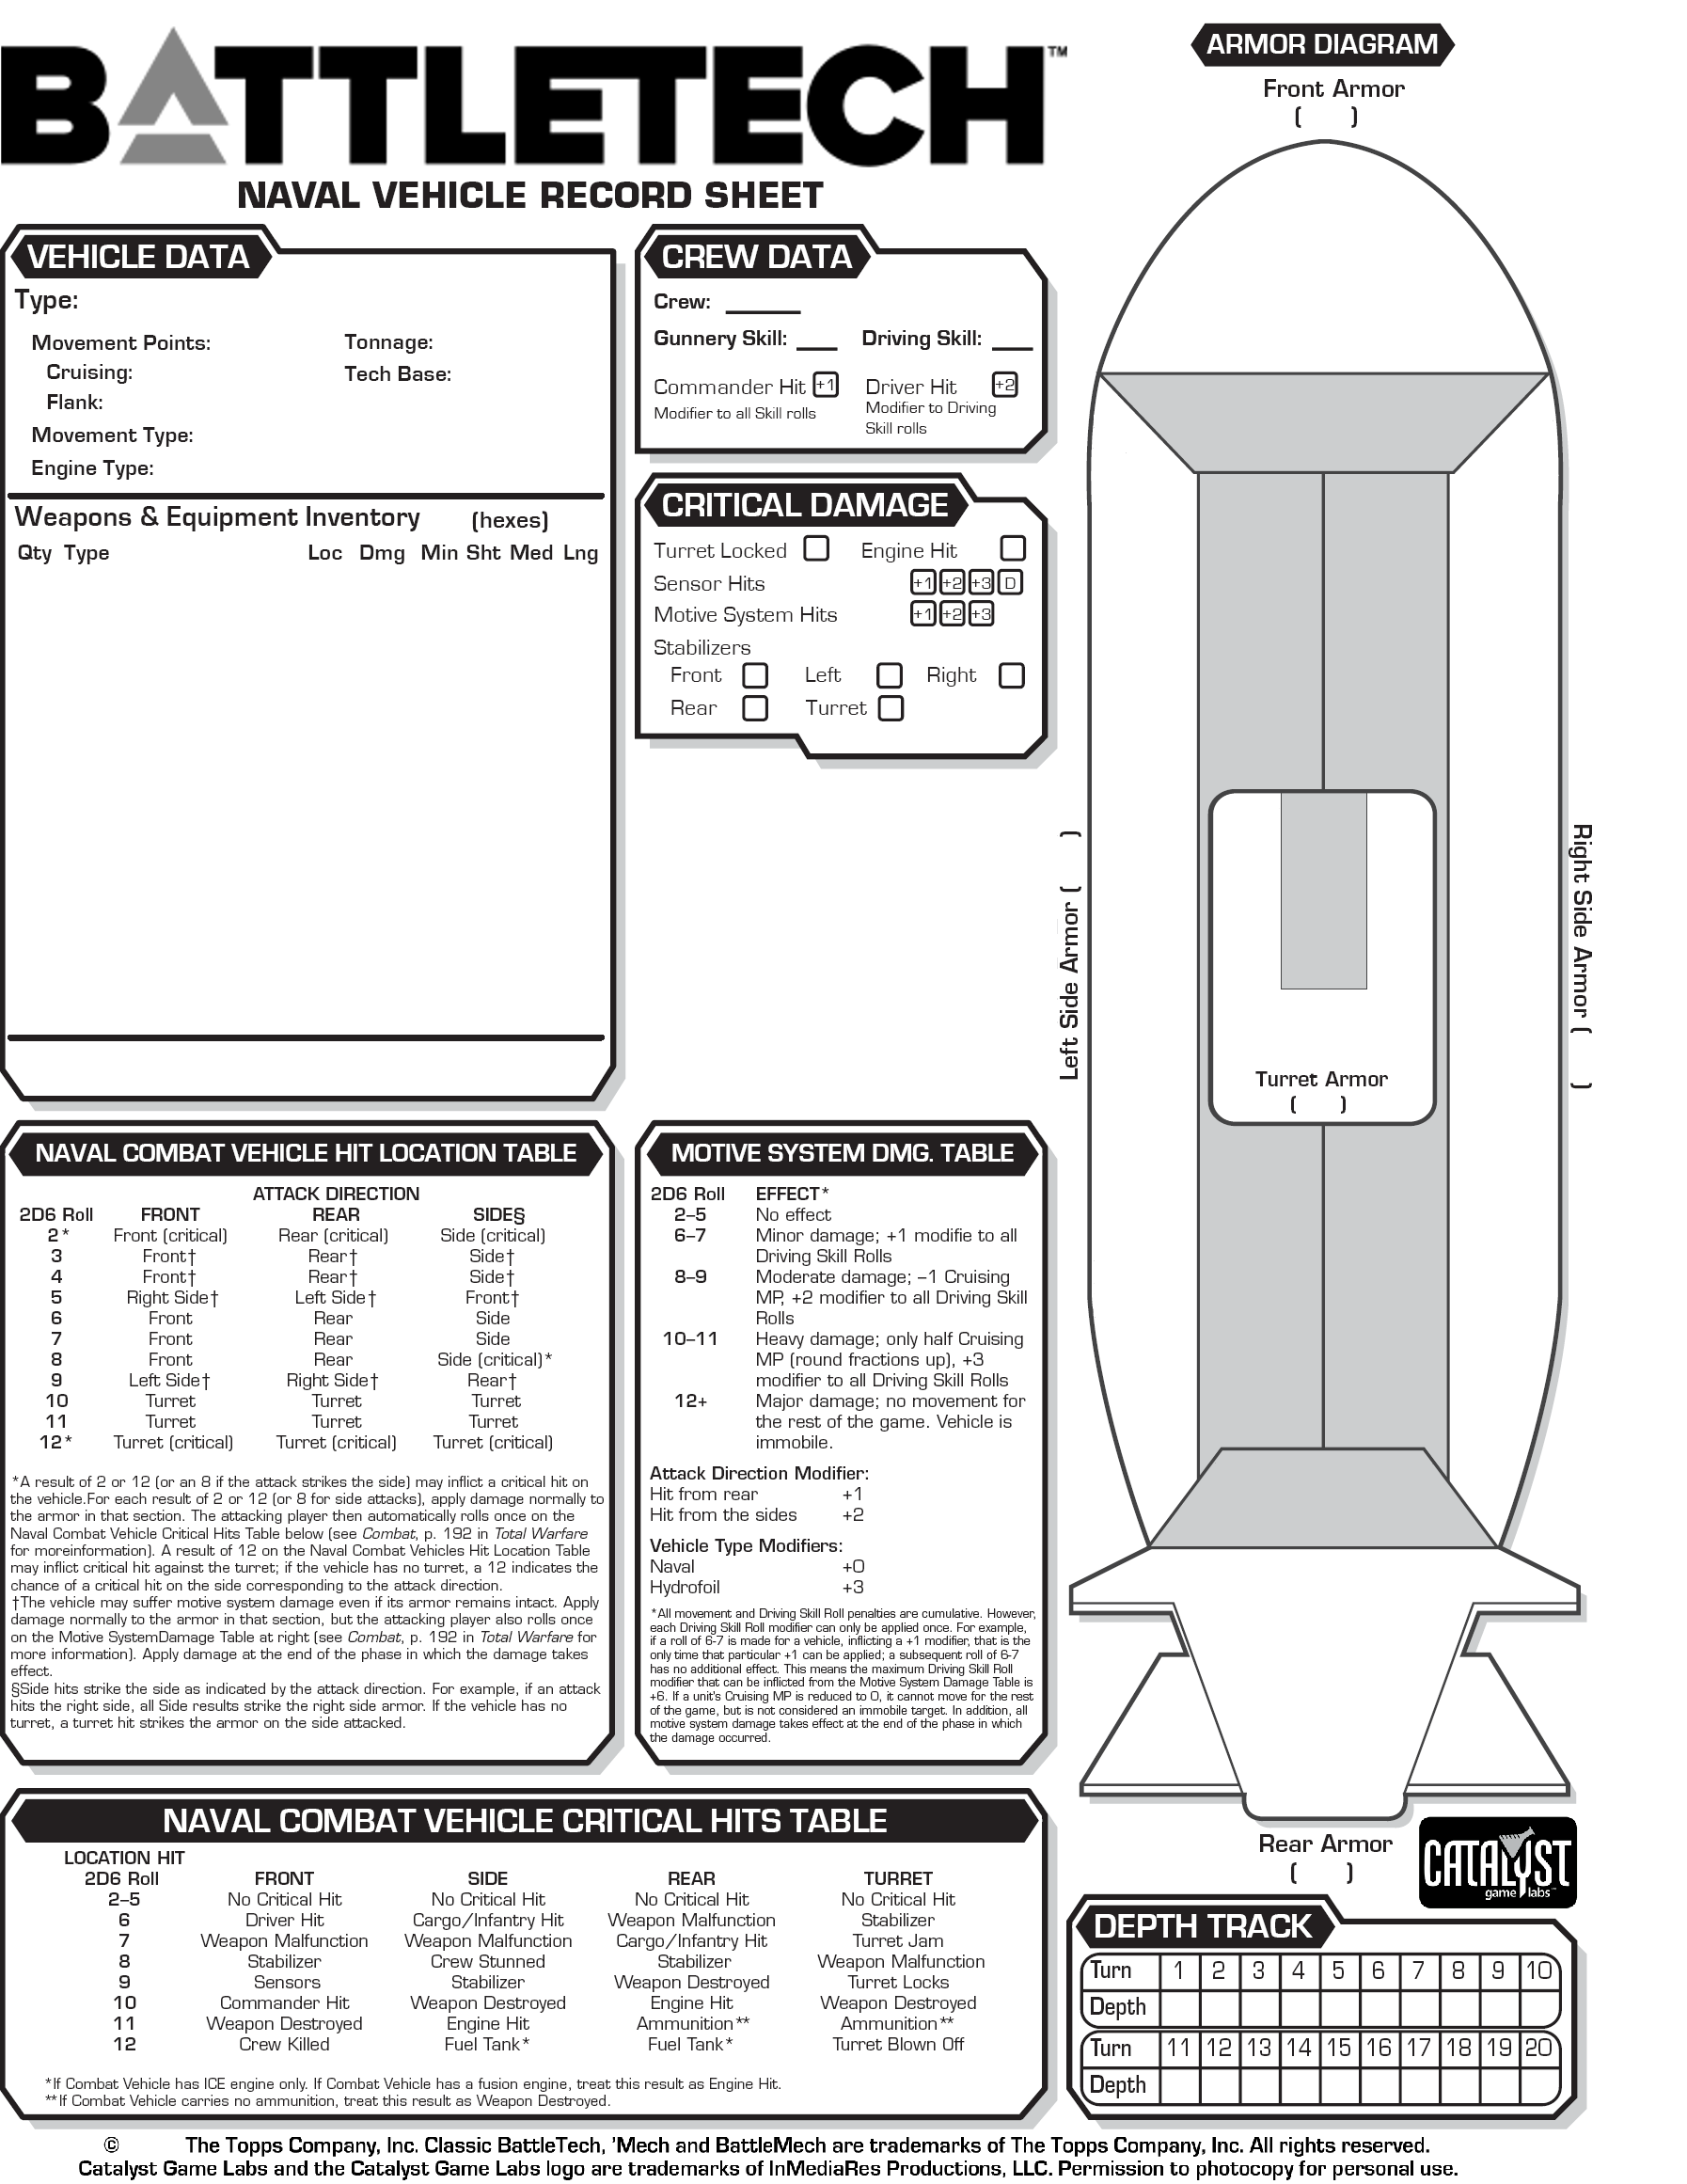 BATTLETECH™
NAVAL VEHICLE RECORD SHEET
VEHICLE DATA
Type:
Movement Points:
Tonnage:
Cruising:
Tech Base:
Flank:
Movement Type:
Engine Type:
Weapons & Equipment Inventory (hexes)
Qty Type Loc Dmg Min Sht Med Lng
CREW DATA
Crew: ______
Gunnery Skill: ___ Driving Skill: ___
Commander Hit +1 Driver Hit +2
Modifier to all Skill rolls
Modifier to Driving
Skill rolls
CRITICAL DAMAGE
Turret Locked Engine Hit
Sensor Hits +1 +2 +3 D
Motive System Hits +1 +2 +3
Stabilizers
Front Left Right
Rear Turret
ARMOR DIAGRAM
Front Armor
( )
Left Side Armor ( )
Right Side Armor ( )
Turret Armor
( )
Rear Armor
( )
NAVAL COMBAT VEHICLE HIT LOCATION TABLE
ATTACK DIRECTION
2D6 Roll FRONT REAR SIDE§
2* Front (critical) Rear (critical) Side (critical)
3 Front† Rear† Side†
4 Front† Rear† Side†
5 Right Side† Left Side† Front†
6 Front Rear Side
7 Front Rear Side
8 Front Rear Side (critical)*
9 Left Side† Right Side† Rear†
10 Turret Turret Turret
11 Turret Turret Turret
12* Turret (critical) Turret (critical) Turret (critical)
*A result of 2 or 12 (or an 8 if the attack strikes the side) may inflict a critical hit on
the vehicle.For each result of 2 or 12 (or 8 for side attacks), apply damage normally to
the armor in that section. The attacking player then automatically rolls once on the
Naval Combat Vehicle Critical Hits Table below (see Combat, p. 192 in Total Warfare
for moreinformation). A result of 12 on the Naval Combat Vehicles Hit Location Table
may inflict critical hit against the turret; if the vehicle has no turret, a 12 indicates the
chance of a critical hit on the side corresponding to the attack direction.
†The vehicle may suffer motive system damage even if its armor remains intact. Apply
damage normally to the armor in that section, but the attacking player also rolls once
on the Motive SystemDamage Table at right (see Combat, p. 192 in Total Warfare for
more information). Apply damage at the end of the phase in which the damage takes
effect.
§Side hits strike the side as indicated by the attack direction. For example, if an attack
hits the right side, all Side results strike the right side armor. If the vehicle has no
turret, a turret hit strikes the armor on the side attacked.
MOTIVE SYSTEM DMG. TABLE
2D6 Roll EFFECT*
2–5 No effect
6–7 Minor damage; +1 modifie to all
Driving Skill Rolls
8–9 Moderate damage; –1 Cruising
MP, +2 modifier to all Driving Skill
Rolls
10–11 Heavy damage; only half Cruising
MP (round fractions up), +3
modifier to all Driving Skill Rolls
12+ Major damage; no movement for
the rest of the game. Vehicle is
immobile.
Attack Direction Modifier:
Hit from rear +1
Hit from the sides +2
Vehicle Type Modifiers:
Naval +0
Hydrofoil +3
*All movement and Driving Skill Roll penalties are cumulative. However,
each Driving Skill Roll modifier can only be applied once. For example,
if a roll of 6-7 is made for a vehicle, inflicting a +1 modifier, that is the
only time that particular +1 can be applied; a subsequent roll of 6-7
has no additional effect. This means the maximum Driving Skill Roll
modifier that can be inflicted from the Motive System Damage Table is
+6. If a unit's Cruising MP is reduced to 0, it cannot move for the rest
of the game, but is not considered an immobile target. In addition, all
motive system damage takes effect at the end of the phase in which
the damage occurred.
NAVAL COMBAT VEHICLE CRITICAL HITS TABLE
LOCATION HIT
2D6 Roll FRONT SIDE REAR TURRET
2–5 No Critical Hit No Critical Hit No Critical Hit No Critical Hit
6 Driver Hit Cargo/Infantry Hit Weapon Malfunction Stabilizer
7 Weapon Malfunction Weapon Malfunction Cargo/Infantry Hit Turret Jam
8 Stabilizer Crew Stunned Stabilizer Weapon Malfunction
9 Sensors Stabilizer Weapon Destroyed Turret Locks
10 Commander Hit Weapon Destroyed Engine Hit Weapon Destroyed
11 Weapon Destroyed Engine Hit Ammunition** Ammunition**
12 Crew Killed Fuel Tank* Fuel Tank* Turret Blown Off
*If Combat Vehicle has ICE engine only. If Combat Vehicle has a fusion engine, treat this result as Engine Hit.
**If Combat Vehicle carries no ammunition, treat this result as Weapon Destroyed.
CATALYST
game labs™
DEPTH TRACK
Turn 1 2 3 4 5 6 7 8 9 10
Depth
Turn 11 12 13 14 15 16 17 18 19 20
Depth
© The Topps Company, Inc. Classic BattleTech, 'Mech and BattleMech are trademarks of The Topps Company, Inc. All rights reserved.
Catalyst Game Labs and the Catalyst Game Labs logo are trademarks of InMediaRes Productions, LLC. Permission to photocopy for personal use.